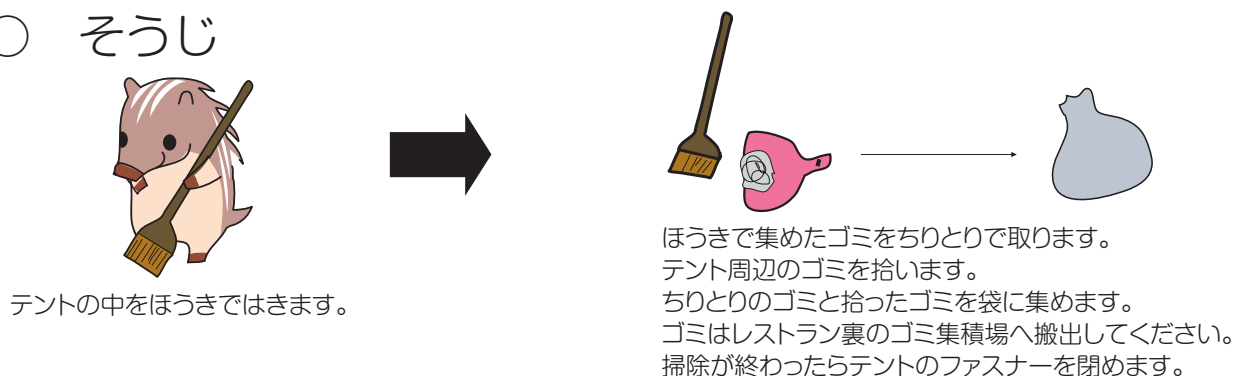 ○　そうじ
テントの中をほうきではきます。
ほうきで集めたゴミをちりとりで取ります。
テント周辺のゴミを拾います。
ちりとりのゴミと拾ったゴミを袋に集めます。
ゴミはレストラン裏のゴミ集積場へ搬出してください。
掃除が終わったらテントのファスナーを閉めます。